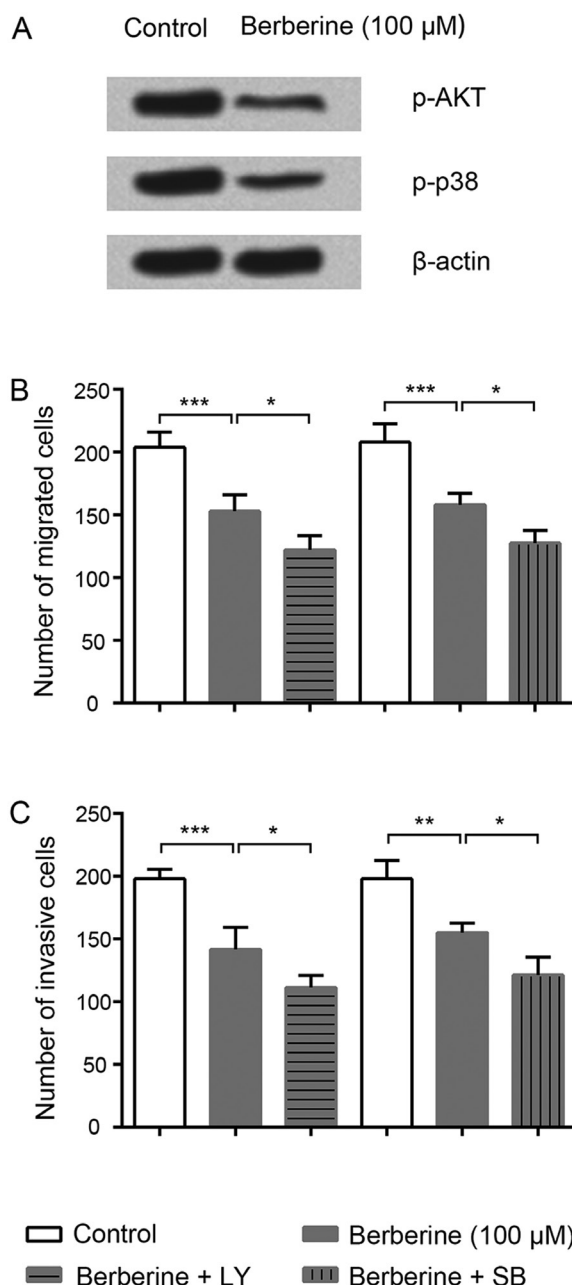 A
Control Berberine (100 µM)
p-AKT
p-p38
β-actin
B
Number of migrated cells
250
200
150
100
50
0
*** * *** *
C
Number of invasive cells
250
200
150
100
50
0
*** * ** *
Control Berberine (100 µM)
Berberine + LY Berberine + SB